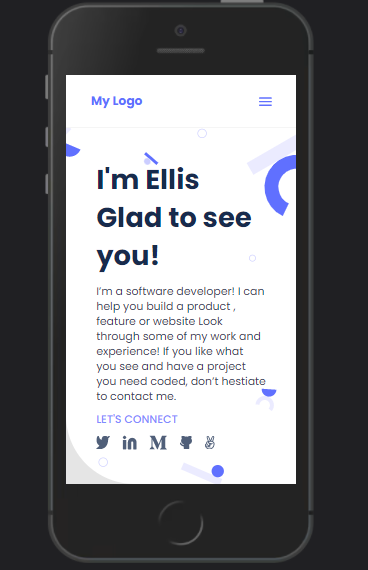 My Logo
I'm Ellis
Glad to see
you!
I'm a software developer! I can
help you build a product ,
feature or website Look
through some of my work and
experience! If you like what
you see and have a project
you need coded, don't hestiate
to contact me.
LET'S CONNECT